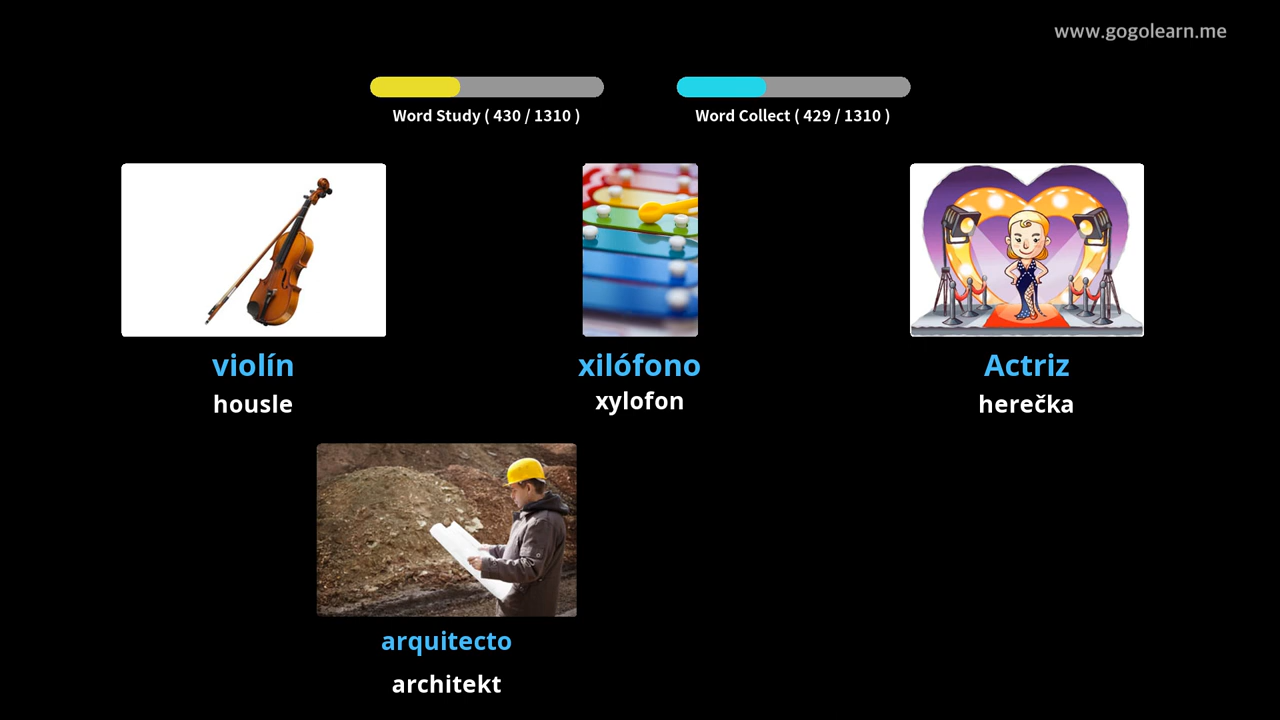 www.gogolearn.me
Word Study ( 430 / 1310 )
Word Collect ( 429 / 1310 )
violín
xilófono
Actriz
housle
xylofon
herečka
arquitecto
architekt